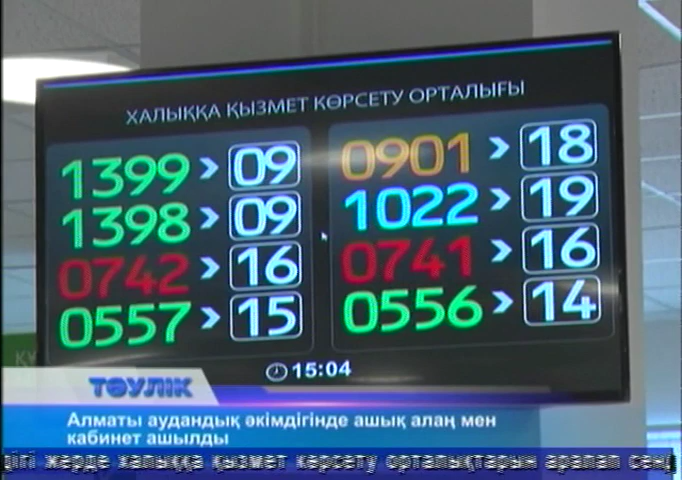 ХАЛЫҚҚА ҚЫЗМЕТ КӨРСЕТУ ОРТАЛЫҒЫ
1399 > 09
1398 > 09
0742 > 16
0557 > 15
0901 > 18
1022 > 19
0741 > 16
0556 > 14
15:04
ТӘУЛІК
Алматы аудандық әкімдігінде ашық алаң мен
кабинет ашылды
жерде халыққа қызмет көрсету орталықтарын аралап